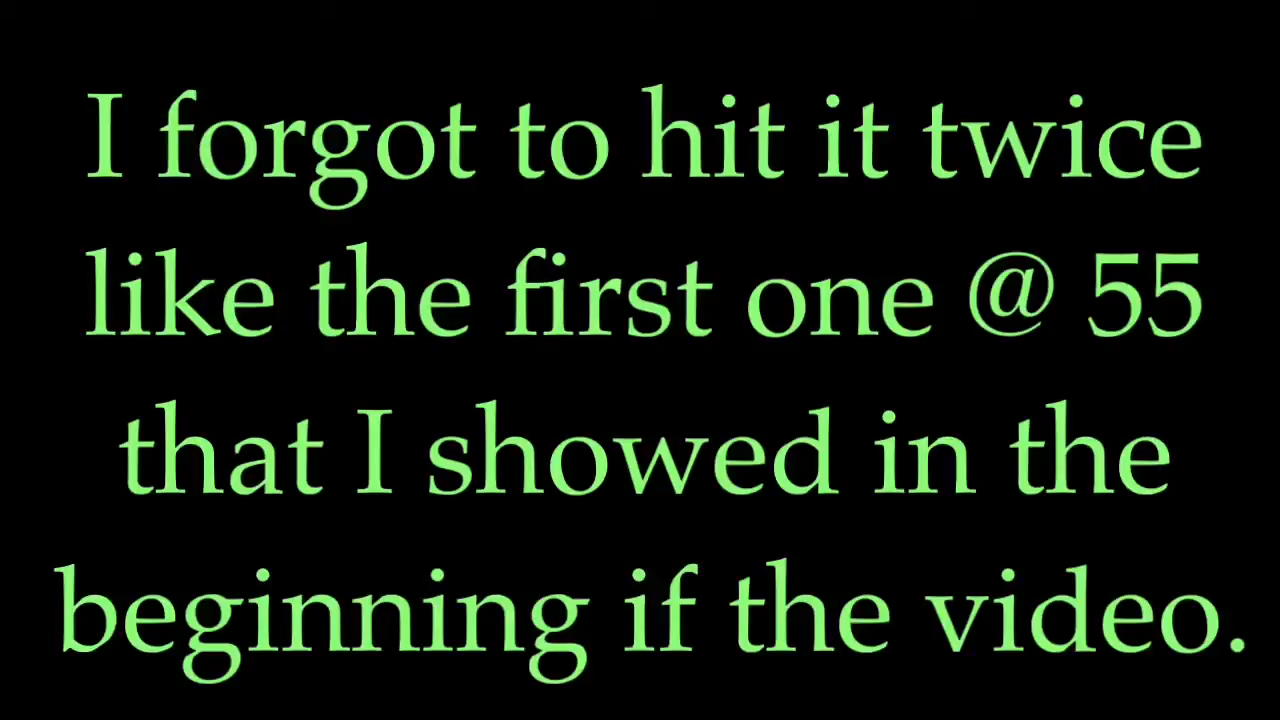 I forgot to hit it twice
like the first one @ 55
that I showed in the
beginning if the video.